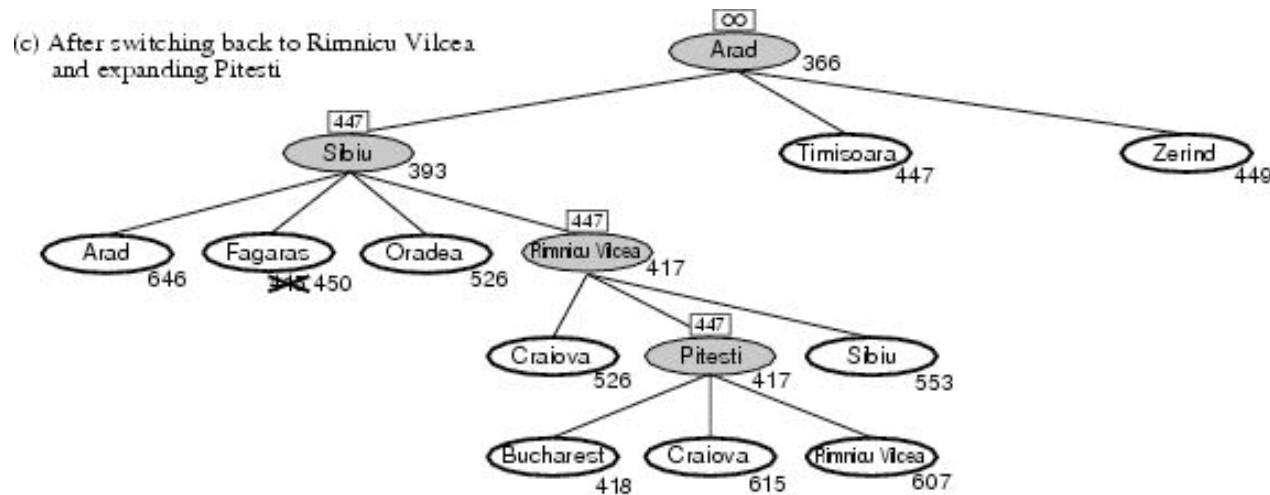 (c) After switching back to Rimnicu Vilcea
and expanding Pitesti
∞
Arad
366
447
Sibiu
393
Timisoara
447
Zerind
449
Arad
646
Fagaras
450
Oradea
526
447
Rimnicu Vilcea
417
Craiova
526
447
Pitesti
417
Sibiu
553
Bucharest
418
Craiova
615
Rimnicu Vilcea
607